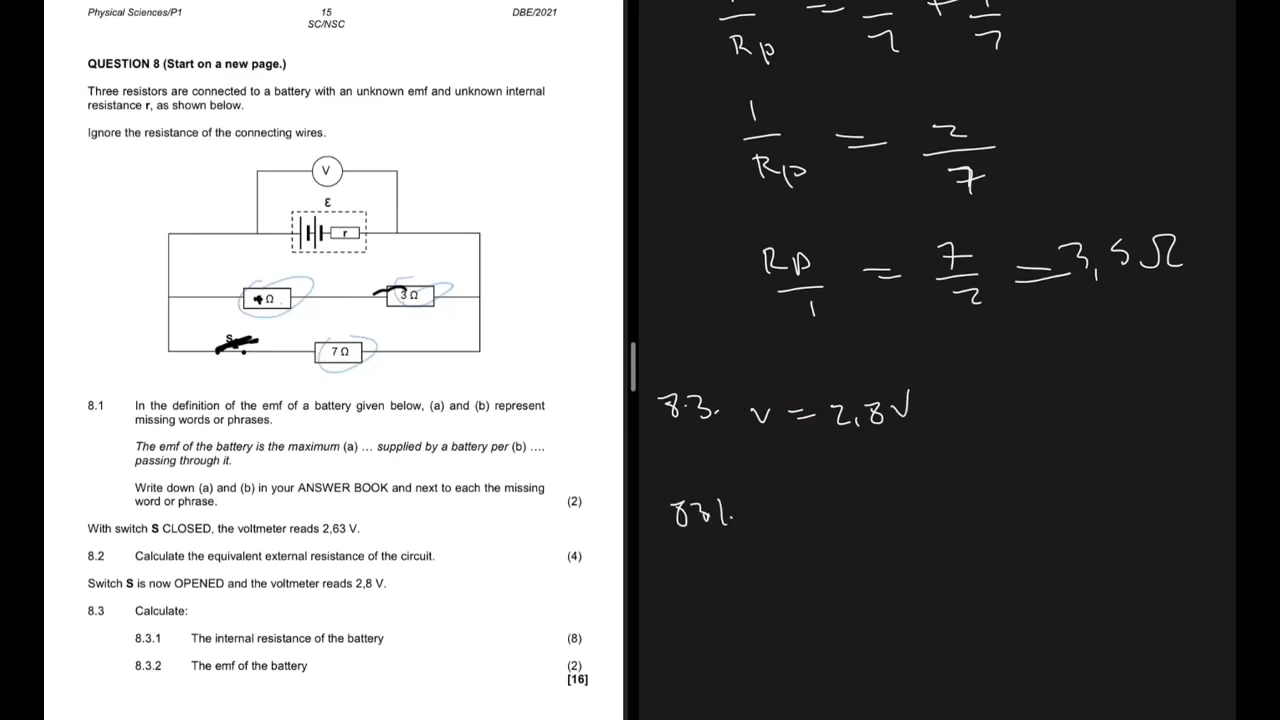 Physical Sciences/P1 15 DBE/2021
SC/NSC
QUESTION 8 (Start on a new page.)
Three resistors are connected to a battery with an unknown emf and unknown internal
resistance r, as shown below.
Ignore the resistance of the connecting wires.
V
ε
r
4 Ω
3 Ω
S
7 Ω
8.1 In the definition of the emf of a battery given below, (a) and (b) represent
missing words or phrases.
The emf of the battery is the maximum (a) … supplied by a battery per (b) ….
passing through it.
Write down (a) and (b) in your ANSWER BOOK and next to each the missing
word or phrase. (2)
With switch S CLOSED, the voltmeter reads 2,63 V.
8.2 Calculate the equivalent external resistance of the circuit. (4)
Switch S is now OPENED and the voltmeter reads 2,8 V.
8.3 Calculate:
8.3.1 The internal resistance of the battery (8)
8.3.2 The emf of the battery (2)
[16]
1/Rp = 1/7 + 1/7
1/Rp = 2/7
Rp/1 = 7/2 = 3,5 Ω
8.3. V = 2,8V
831.